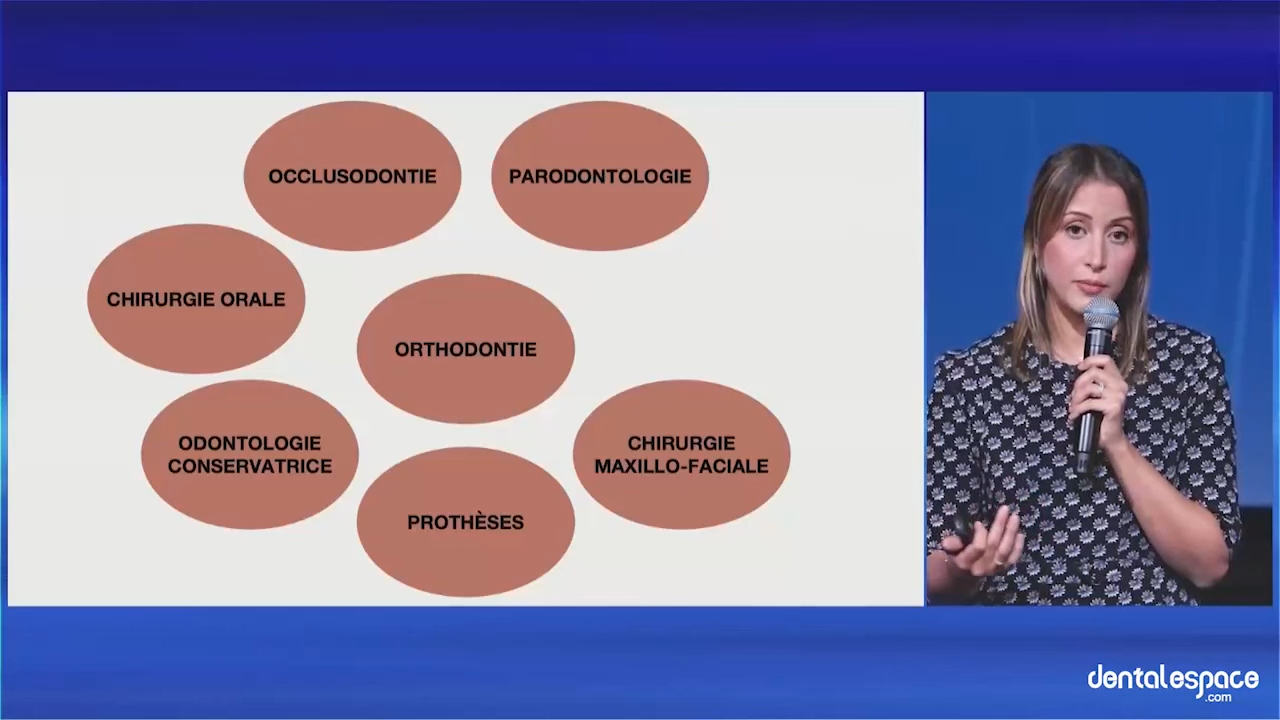 OCCLUSODONTIE
PARODONTOLOGIE
CHIRURGIE ORALE
ORTHODONTIE
ODONTOLOGIE
CONSERVATRICE
CHIRURGIE
MAXILLO-FACIALE
PROTHÈSES
dentalespace
.com